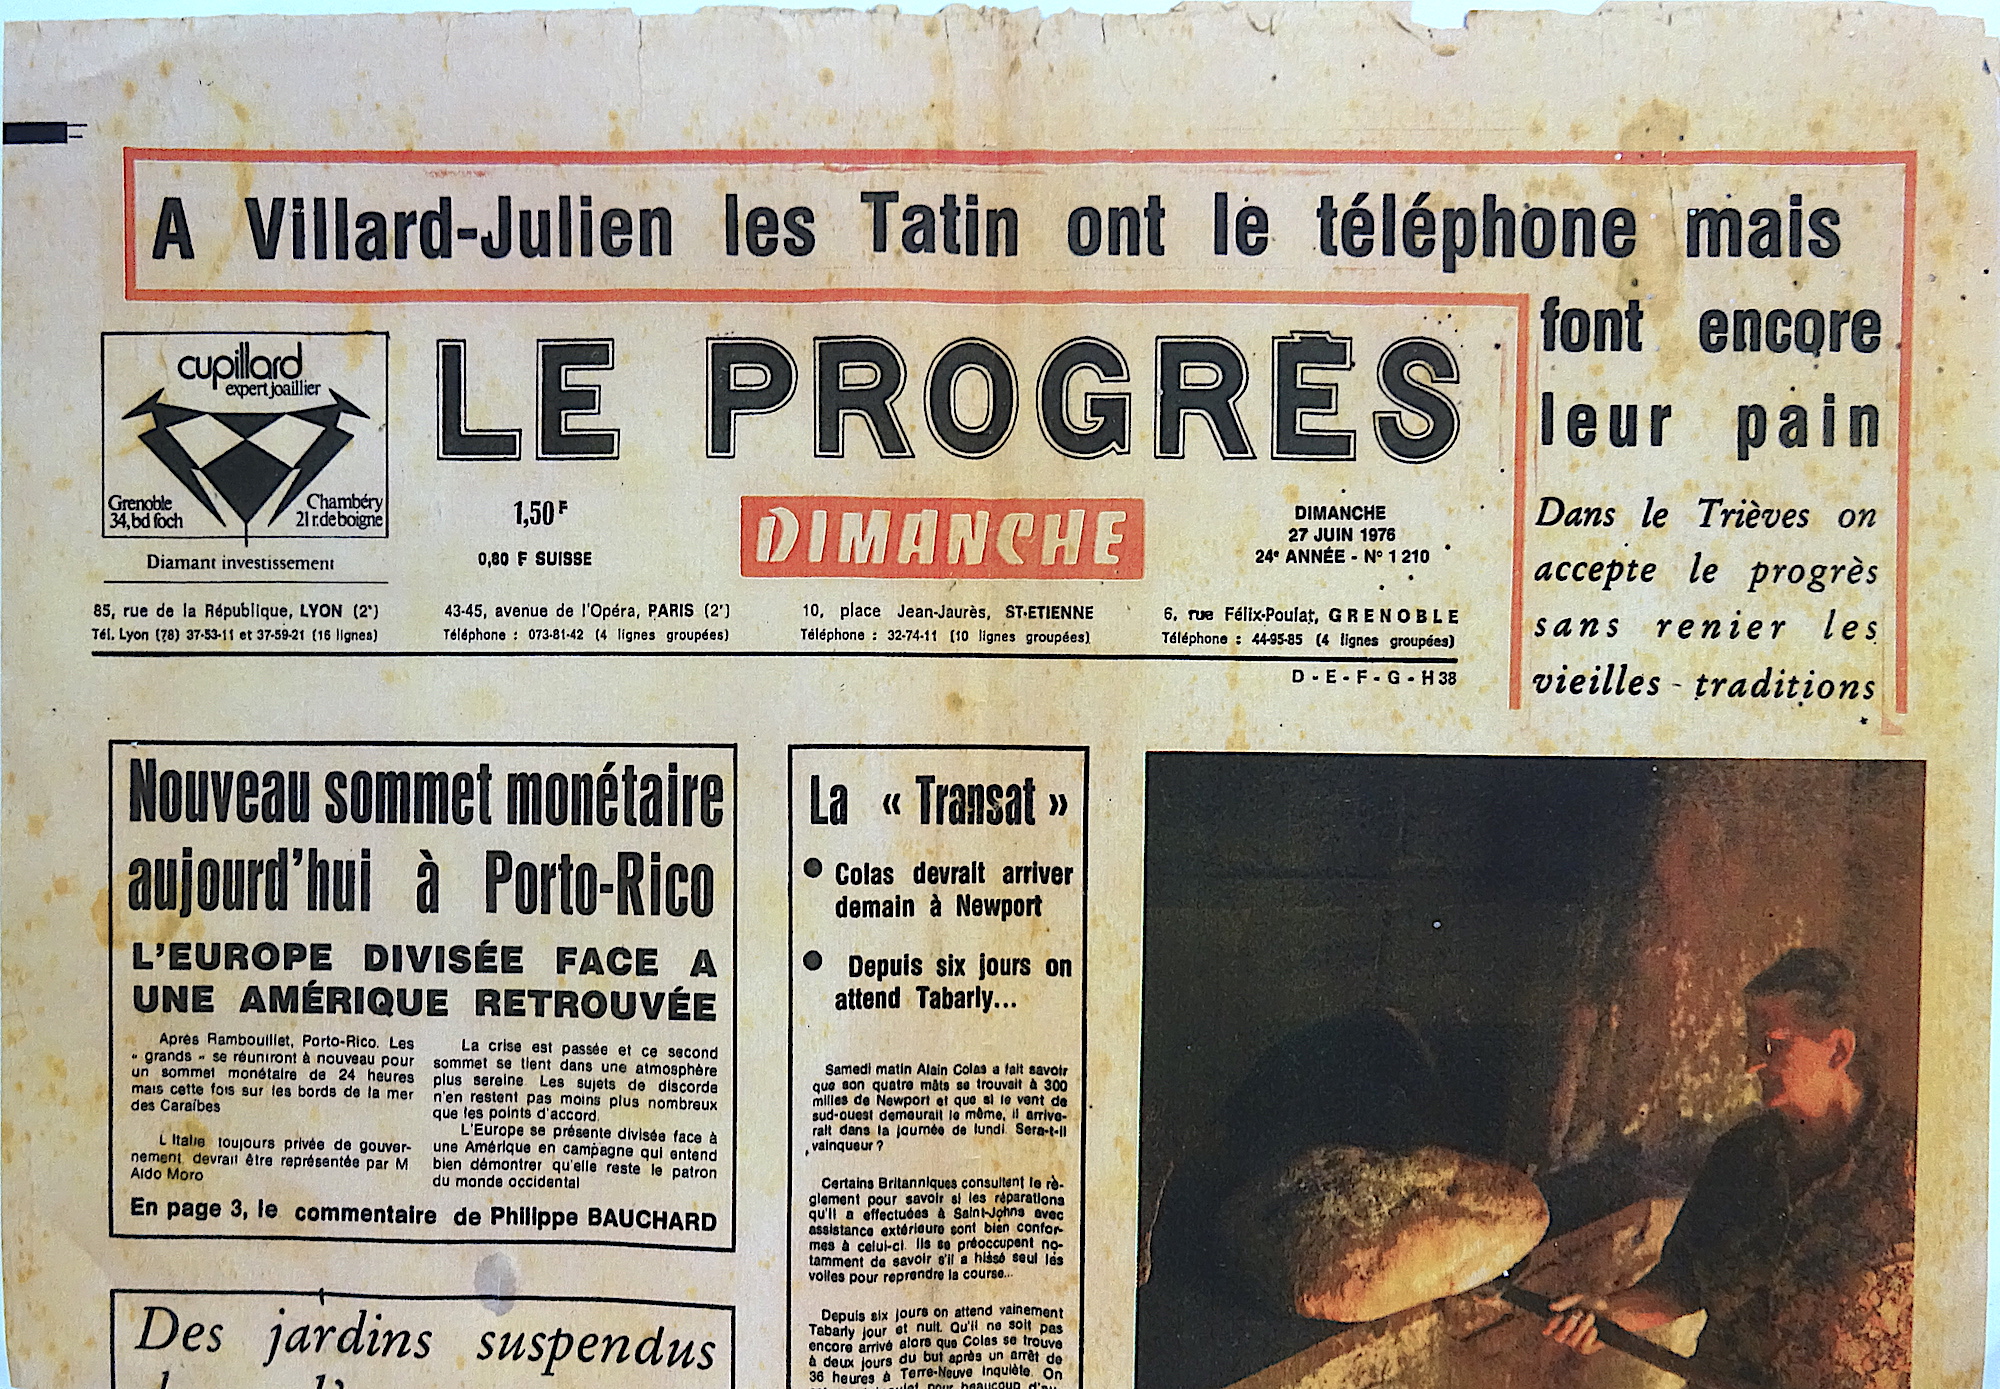 A Villard-Julien les Tatin ont le téléphone mais
font encore
leur pain
Dans le Trièves on
accepte le progrès
sans renier les
vieilles - traditions
cupillard
expert joaillier
Grenoble
34, bd foch
Chambéry
21 r. de boigne
Diamant investissement
LE PROGRÈS
1,50 F
0,80 F SUISSE
DIMANCHE
DIMANCHE
27 JUIN 1976
24e ANNÉE - N° 1 210
85, rue de la République, LYON (2e)
Tél. Lyon (78) 37-53-11 et 37-59-21 (16 lignes)
43-45, avenue de l'Opéra, PARIS (2e)
Téléphone : 073-81-42 (4 lignes groupées)
10, place Jean-Jaurès, ST-ETIENNE
Téléphone : 32-74-11 (10 lignes groupées)
6, rue Félix-Poulat, GRENOBLE
Téléphone : 44-95-85 (4 lignes groupées)
D - E - F - G - H 38
Nouveau sommet monétaire
aujourd'hui à Porto-Rico
L'EUROPE DIVISÉE FACE A
UNE AMÉRIQUE RETROUVÉE
Après Rambouillet, Porto-Rico. Les
« grands » se réuniront à nouveau pour
un sommet monétaire de 24 heures
mais cette fois sur les bords de la mer
des Caraïbes
L'Italie toujours privée de gouver-
nement, devrait être représentée par M
Aldo Moro
La crise est passée et ce second
sommet se tient dans une atmosphère
plus sereine. Les sujets de discorde
n'en restent pas moins plus nombreux
que les points d'accord.
L'Europe se présente divisée face à
une Amérique en campagne qui entend
bien démontrer qu'elle reste le patron
du monde occidental
En page 3, le commentaire de Philippe BAUCHARD
Des jardins suspendus
La « Transat »
● Colas devrait arriver
demain à Newport
● Depuis six jours on
attend Tabarly...
Samedi matin Alain Colas a fait savoir
que son quatre mâts se trouvait à 300
milles de Newport et que si le vent de
sud-ouest demeurait le même, il arrive-
rait dans la journée de lundi. Sera-t-il
vainqueur ?
Certains Britanniques consultent le rè-
glement pour savoir si les réparations
qu'il a effectuées à Saint-Johns avec
assistance extérieure sont bien confor-
mes à celui-ci. Ils se préoccupent no-
tamment de savoir s'il a hissé seul les
voiles pour reprendre la course...
Depuis six jours on attend vainement
Tabarly jour et nuit. Qu'il ne soit pas
encore arrivé alors que Colas se trouve
à deux jours du but après un arrêt de
36 heures à Terre-Neuve inquiète. On